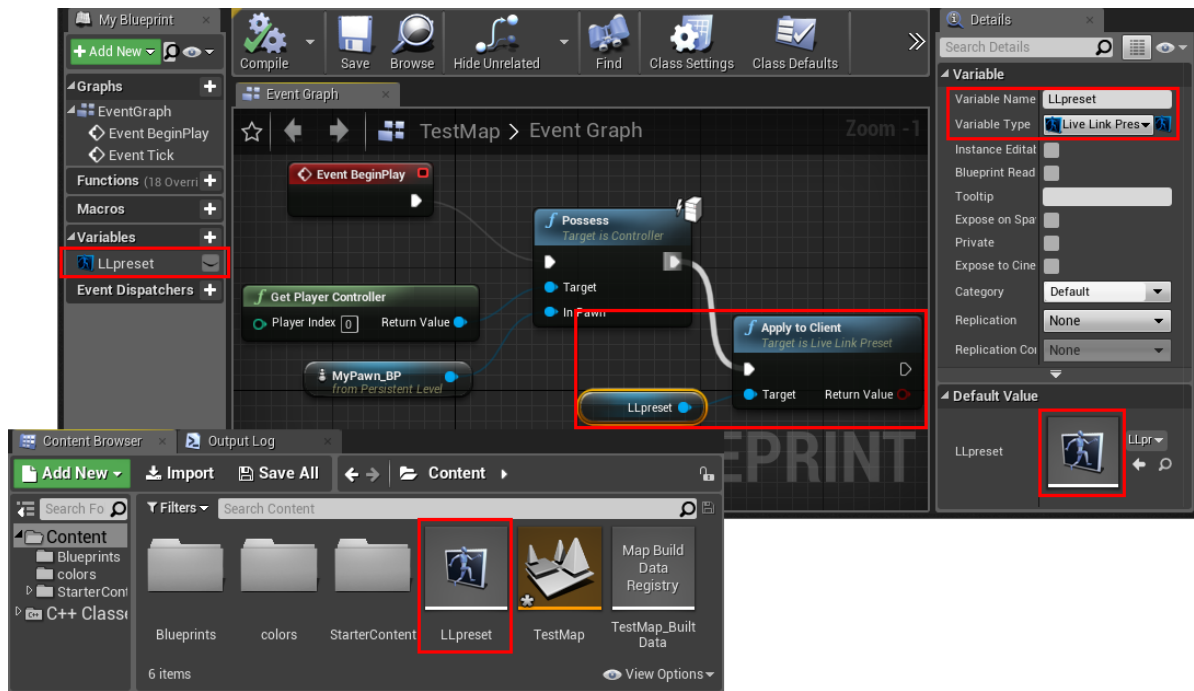 My Blueprint
Add New
Graphs
EventGraph
Event BeginPlay
Event Tick
Functions (18 Overri
Macros
Variables
LLpreset
Event Dispatchers
Compile
Save
Browse
Hide Unrelated
Find
Class Settings
Class Defaults
Event Graph
TestMap > Event Graph
Zoom -1
Event BeginPlay
Possess
Target is Controller
Target
In Pawn
Get Player Controller
Player Index 0 Return Value
MyPawn_BP
from Persistent Level
Apply to Client
Target is Live Link Preset
Target Return Value
LLpreset
EPRINT
Details
Search Details
Variable
Variable Name LLpreset
Variable Type Live Link Pres
Instance Edital
Blueprint Read
Tooltip
Expose on Spa
Private
Expose to Cine
Category Default
Replication None
Replication Coi None
Default Value
LLpreset LLpr
Content Browser
Output Log
Add New
Import
Save All
Content
Search Fo
Filters
Search Content
Content
Blueprints
colors
StarterCont
C++ Classe
Map Build
Data
Registry
Blueprints
colors
StarterContent
LLpreset
TestMap
TestMap_Built
Data
6 items
View Options